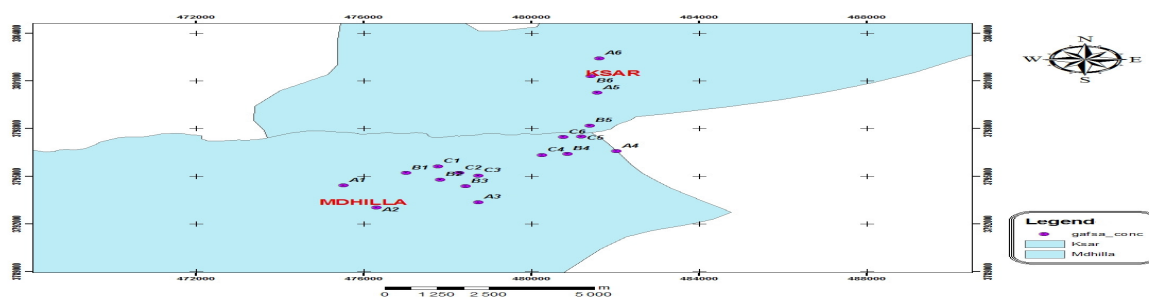 472000 476000 480000 484000 488000
N
W E
S
A6
KSAR
B6
A5
B5
C6 C5
C4 B4 A4
C1
B1 C2 C3
B2 B3
A1
MDHILLA A2 A3
Legend
gafsa_conc
Ksar
Mdhilla
472000 476000 480000 484000 488000
m
0 1 250 2 500 5 000